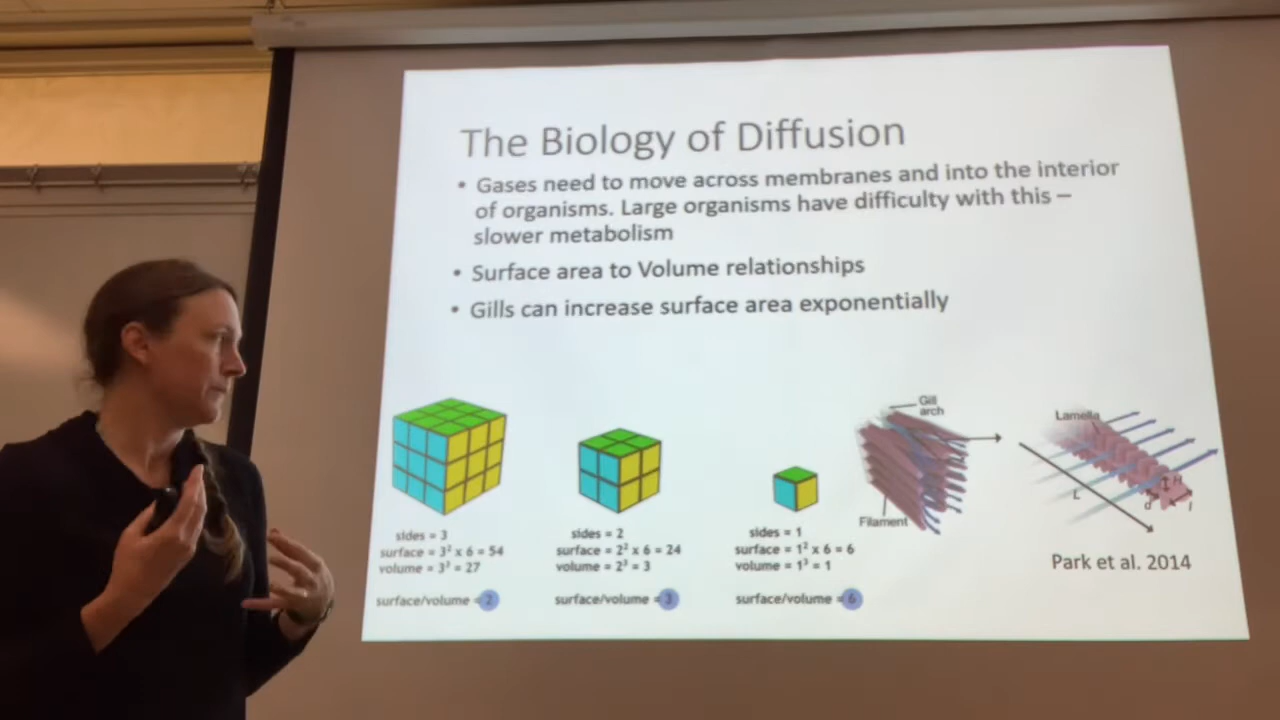 The Biology of Diffusion
• Gases need to move across membranes and into the interior
of organisms. Large organisms have difficulty with this –
slower metabolism
• Surface area to Volume relationships
• Gills can increase surface area exponentially
Gill
arch
Lamella
Filament
L
d
l
sides = 3
surface = 3² x 6 = 54
volume = 3³ = 27
surface/volume = 2
sides = 2
surface = 2² x 6 = 24
volume = 2³ = 3
surface/volume = 3
sides = 1
surface = 1² x 6 = 6
volume = 1³ = 1
surface/volume = 6
Park et al. 2014